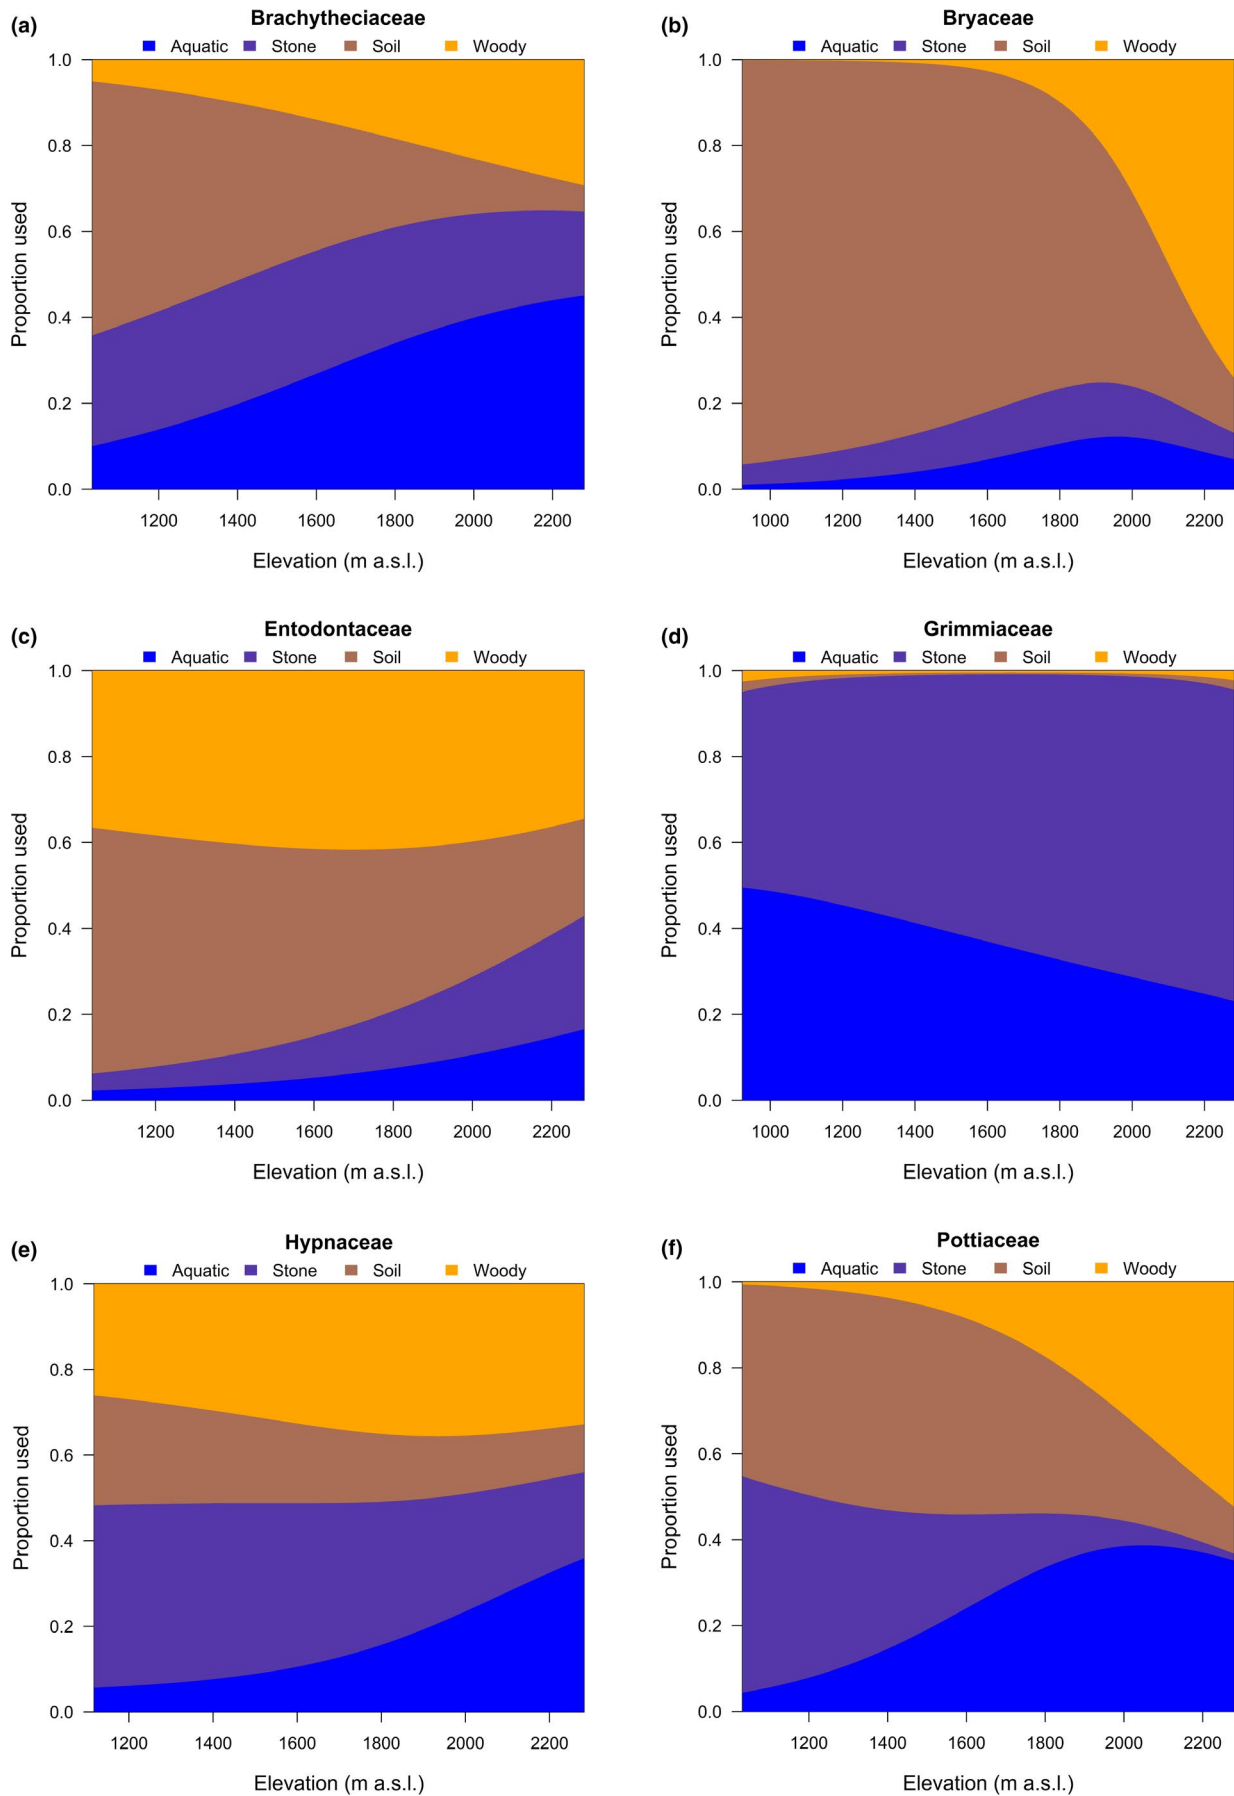 (a) Brachytheciaceae
Aquatic Stone Soil Woody
1.0
0.8
0.6
0.4
0.2
0.0
Proportion used
1200 1400 1600 1800 2000 2200
Elevation (m a.s.l.)
(b) Bryaceae
Aquatic Stone Soil Woody
1.0
0.8
0.6
0.4
0.2
0.0
Proportion used
1000 1200 1400 1600 1800 2000 2200
Elevation (m a.s.l.)
(c) Entodontaceae
Aquatic Stone Soil Woody
1.0
0.8
0.6
0.4
0.2
0.0
Proportion used
1200 1400 1600 1800 2000 2200
Elevation (m a.s.l.)
(d) Grimmiaceae
Aquatic Stone Soil Woody
1.0
0.8
0.6
0.4
0.2
0.0
Proportion used
1000 1200 1400 1600 1800 2000 2200
Elevation (m a.s.l.)
(e) Hypnaceae
Aquatic Stone Soil Woody
1.0
0.8
0.6
0.4
0.2
0.0
Proportion used
1200 1400 1600 1800 2000 2200
Elevation (m a.s.l.)
(f) Pottiaceae
Aquatic Stone Soil Woody
1.0
0.8
0.6
0.4
0.2
0.0
Proportion used
1200 1400 1600 1800 2000 2200
Elevation (m a.s.l.)